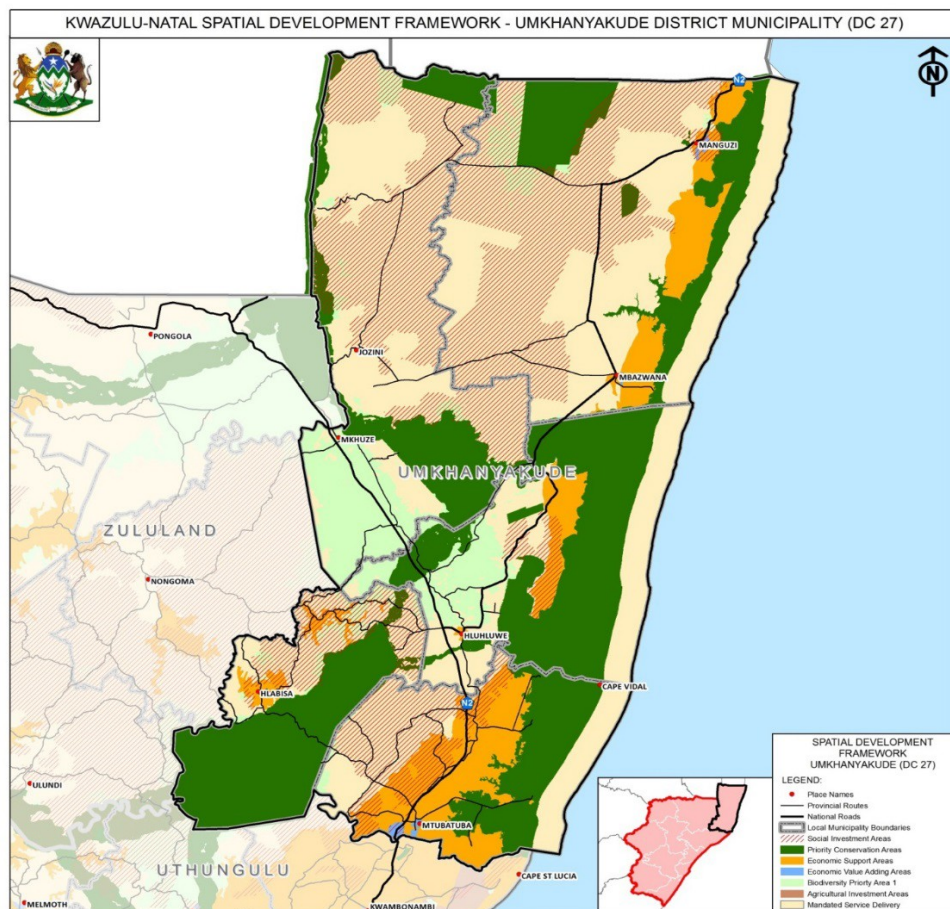 KWAZULU-NATAL SPATIAL DEVELOPMENT FRAMEWORK - UMKHANYAKUDE DISTRICT MUNICIPALITY (DC 27)
N
N2
MANGUZI
PONGOLA
JOZINI
MBAZWANA
MKHUZE
UMKHANYAKUDE
ZULULAND
NONGOMA
HLUHLUWE
HLABISA
CAPE VIDAL
N2
ULUNDI
MTUBATUBA
UTHUNGULU
CAPE ST LUCIA
MELMOTH
KWAMBONAMBI
SPATIAL DEVELOPMENT
FRAMEWORK
UMKHANYAKUDE (DC 27)
LEGEND:
Place Names
Provincial Routes
National Roads
Local Municipality Boundaries
Social Investment Areas
Priority Conservation Areas
Economic Support Areas
Economic Value Adding Areas
Biodiversity Priorty Area 1
Agricultural Investment Areas
Mandated Service Delivery